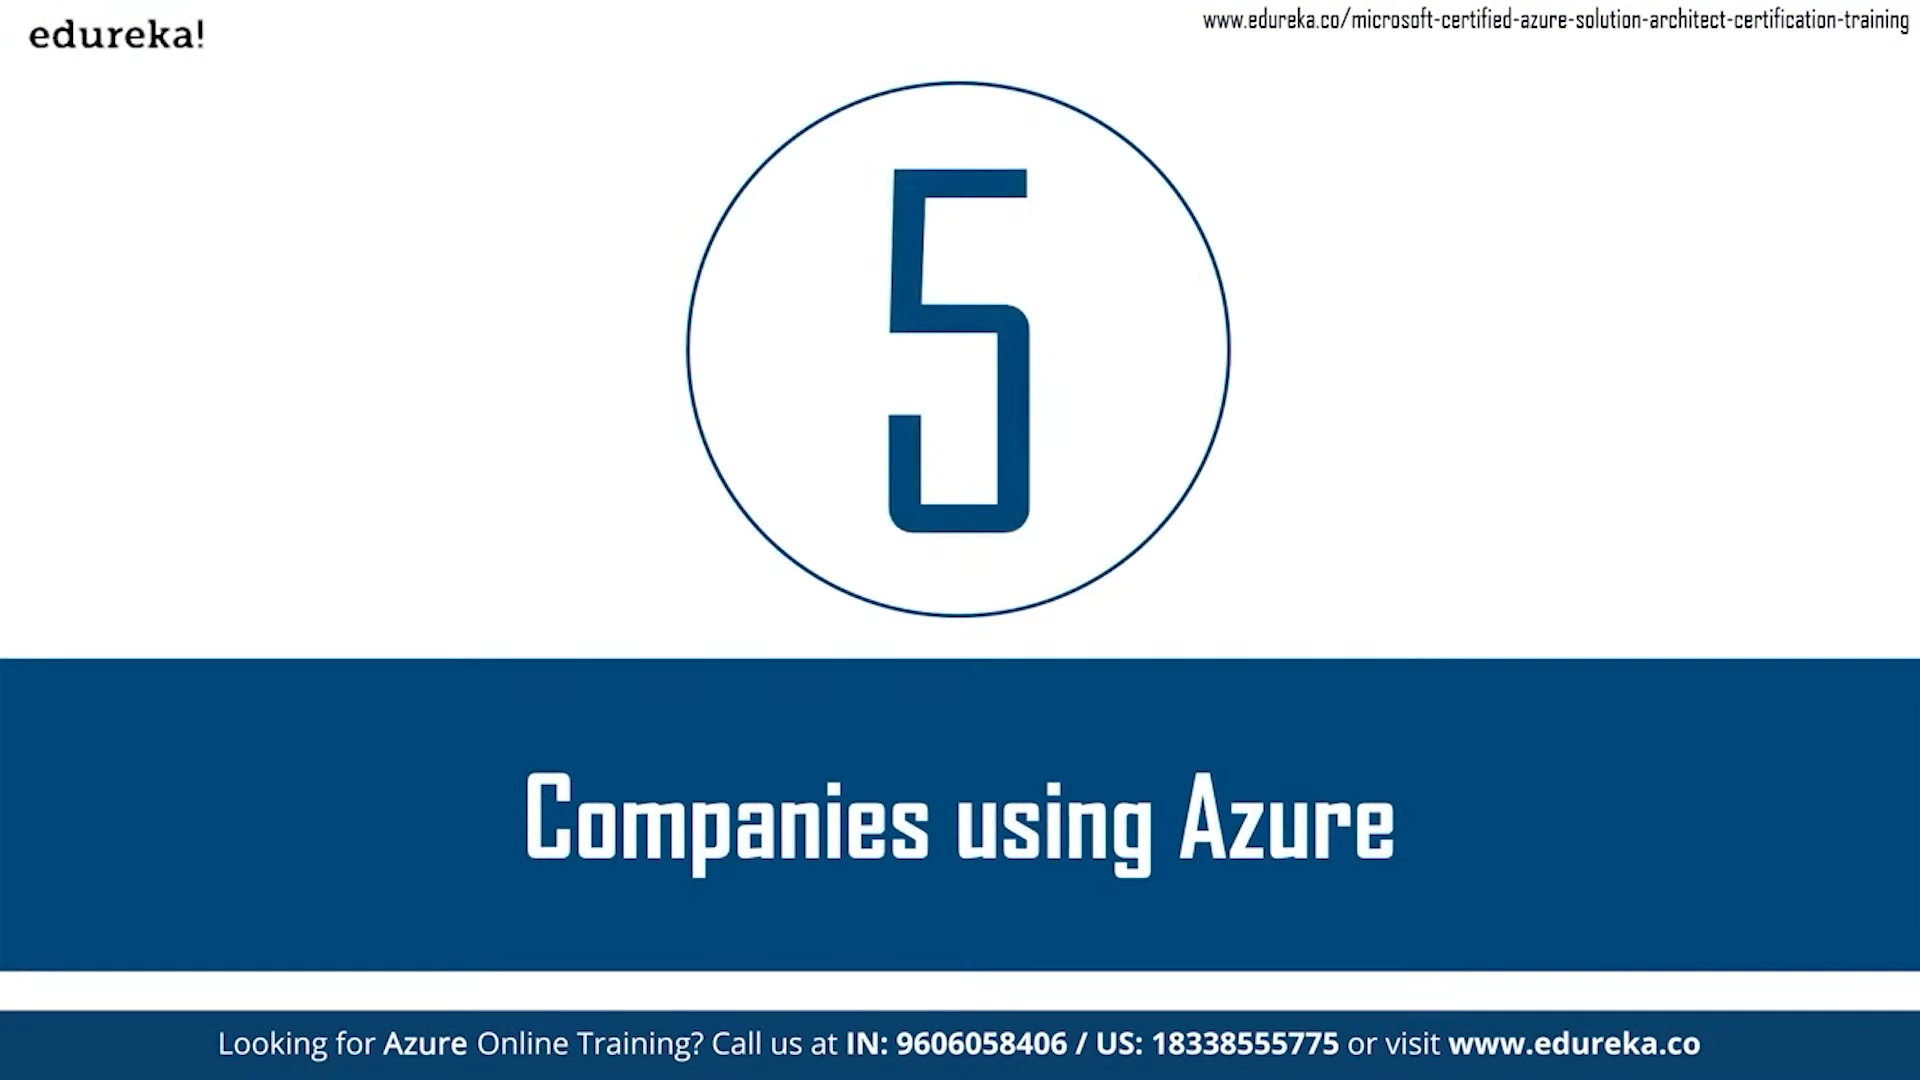 edureka!
www.edureka.co/microsoft-certified-azure-solution-architect-certification-training
5
Companies using Azure
Looking for Azure Online Training? Call us at IN: 9606058406 / US: 18338555775 or visit www.edureka.co